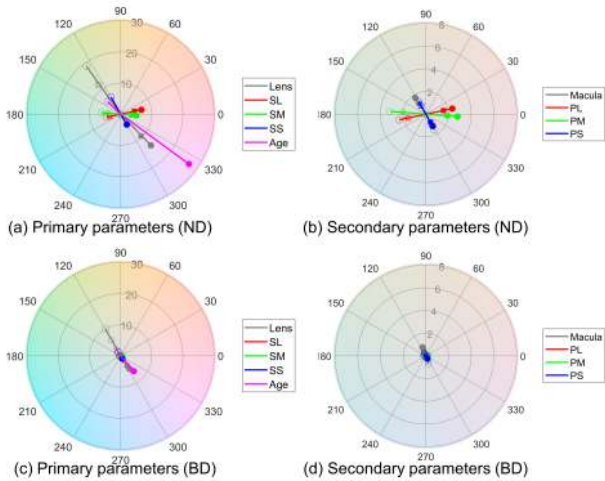 90
30
120
60
20
150
30
10
180
0
Lens
SL
SM
SS
Age
210
330
240
300
270
(a) Primary parameters (ND)
90
8
120
60
6
4
150
30
2
180
0
Macula
PL
PM
PS
210
330
240
300
270
(b) Secondary parameters (ND)
90
30
120
60
20
150
30
10
180
0
Lens
SL
SM
SS
Age
210
330
240
300
270
(c) Primary parameters (BD)
90
8
120
60
6
4
150
30
2
180
0
Macula
PL
PM
PS
210
330
240
300
270
(d) Secondary parameters (BD)